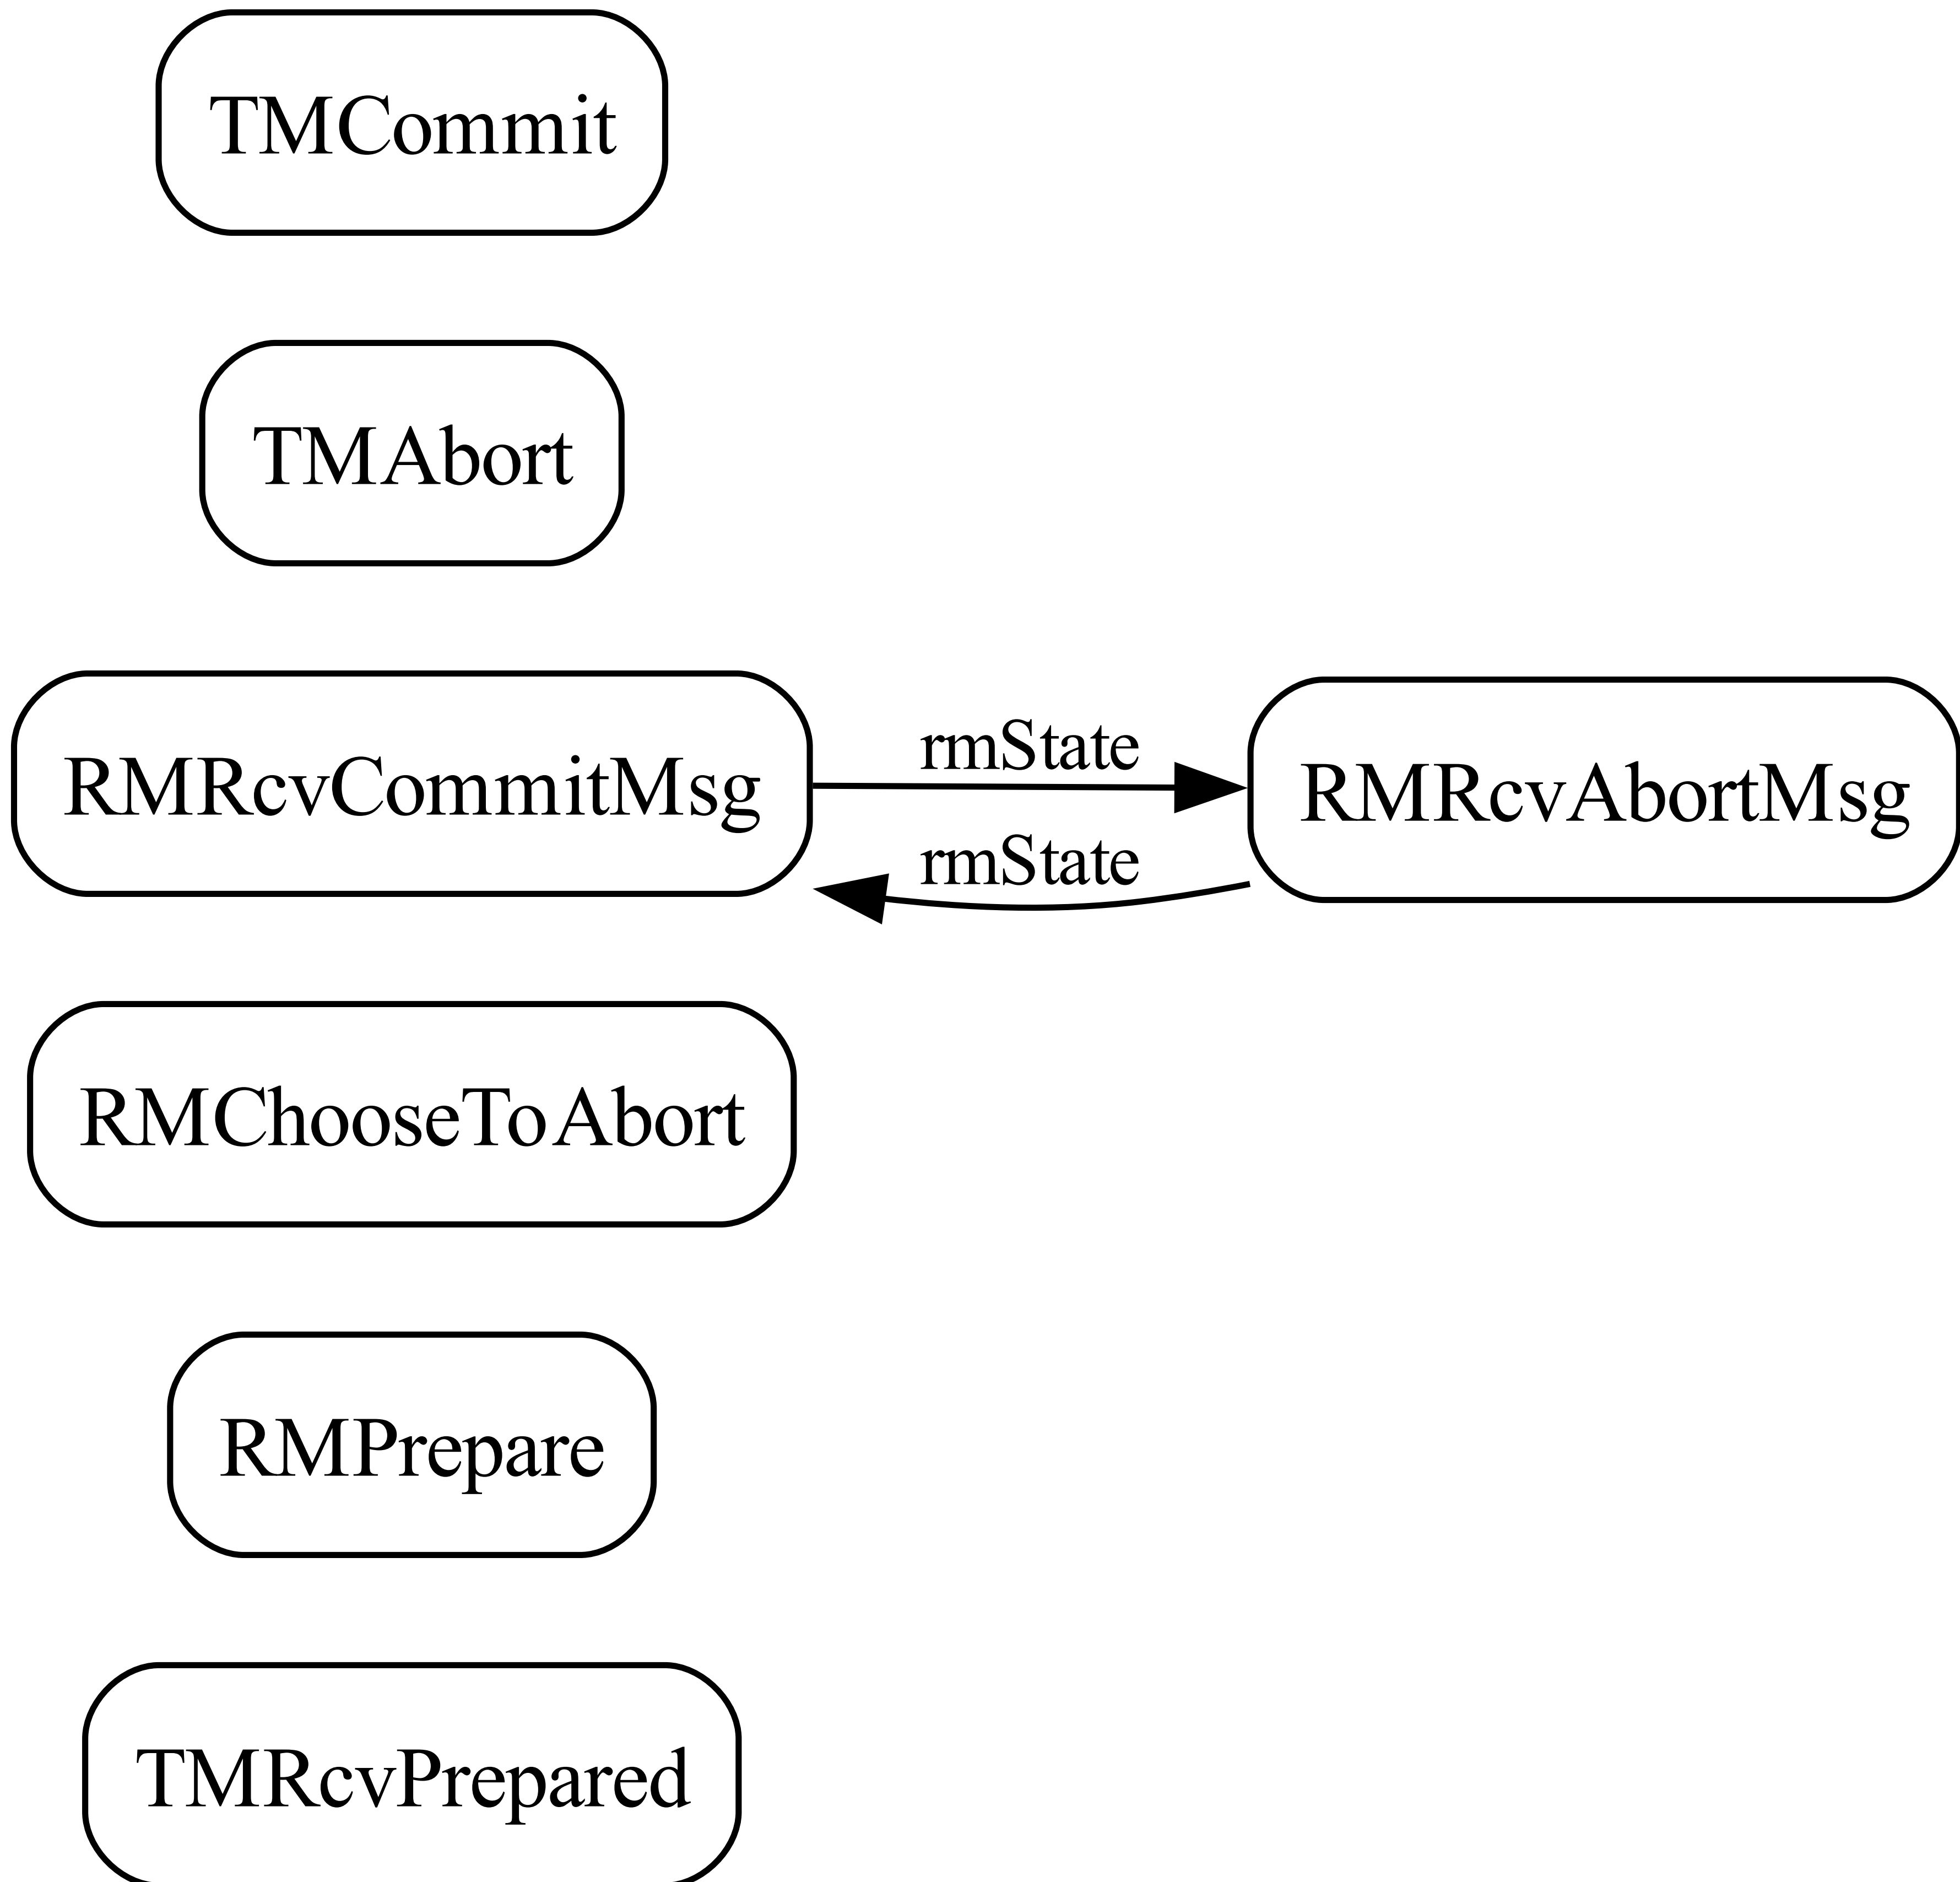 TMCommit
TMAbort
RMRcvCommitMsg
rmState
RMRcvAbortMsg
rmState
RMChooseToAbort
RMPrepare
TMRcvPrepared